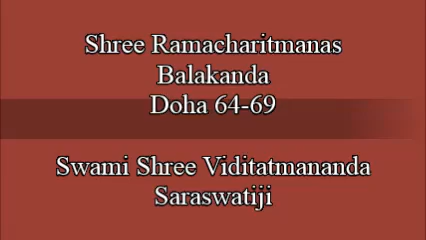 Shree Ramacharitmanas
Balakanda
Doha 64-69
Swami Shree Viditatmananda
Saraswatiji